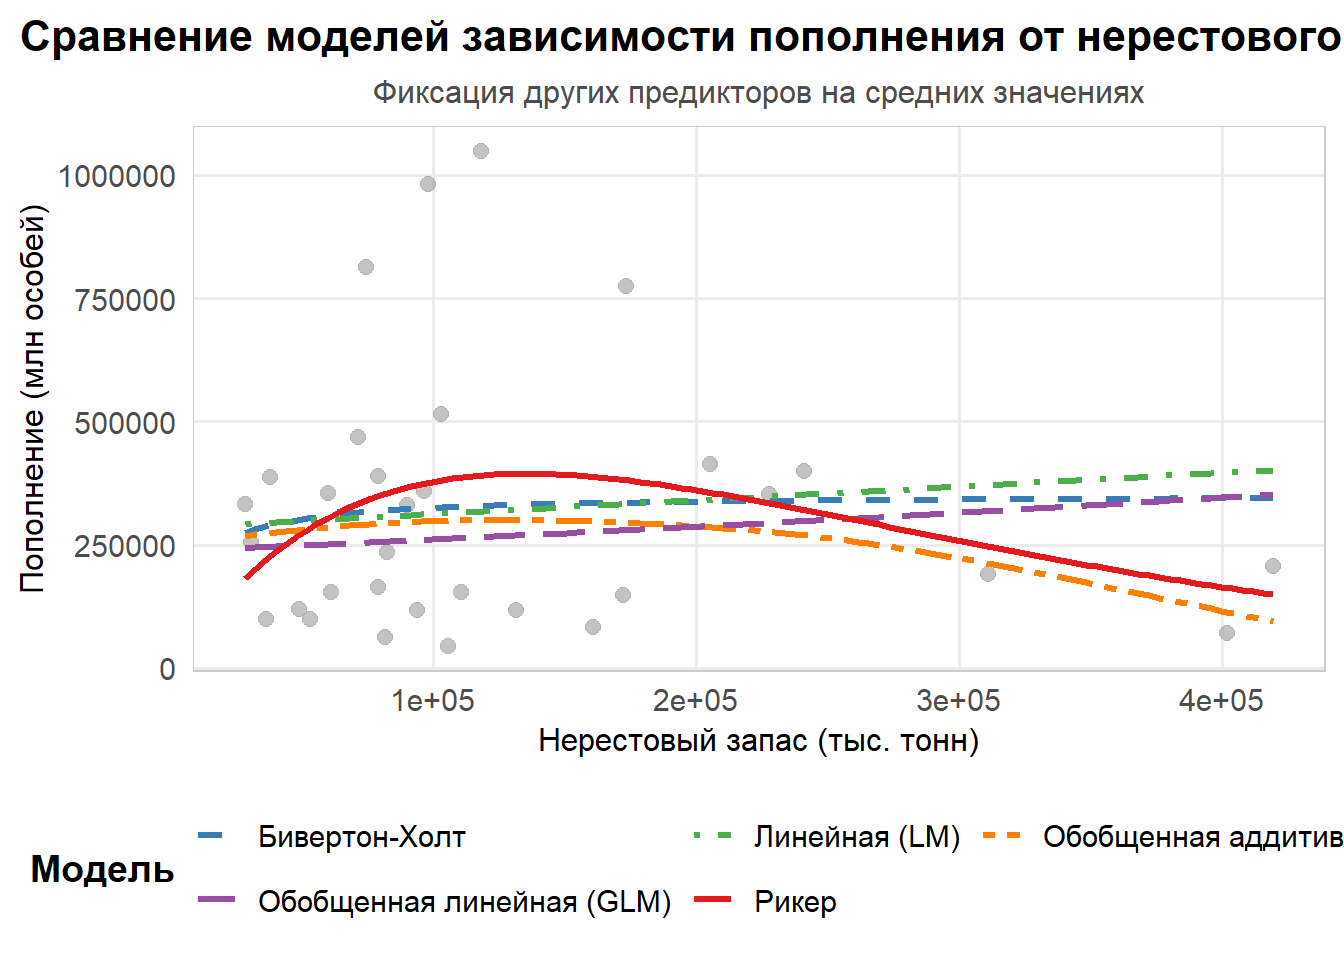 Сравнение моделей зависимости пополнения от нерестового
Фиксация других предикторов на средних значениях
Пополнение (млн особей)
1000000
750000
500000
250000
0
1e+05 2e+05 3e+05 4e+05
Нерестовый запас (тыс. тонн)
Модель
Бивертон-Холт Линейная (LM) Обобщенная аддитив
Обобщенная линейная (GLM) Рикер